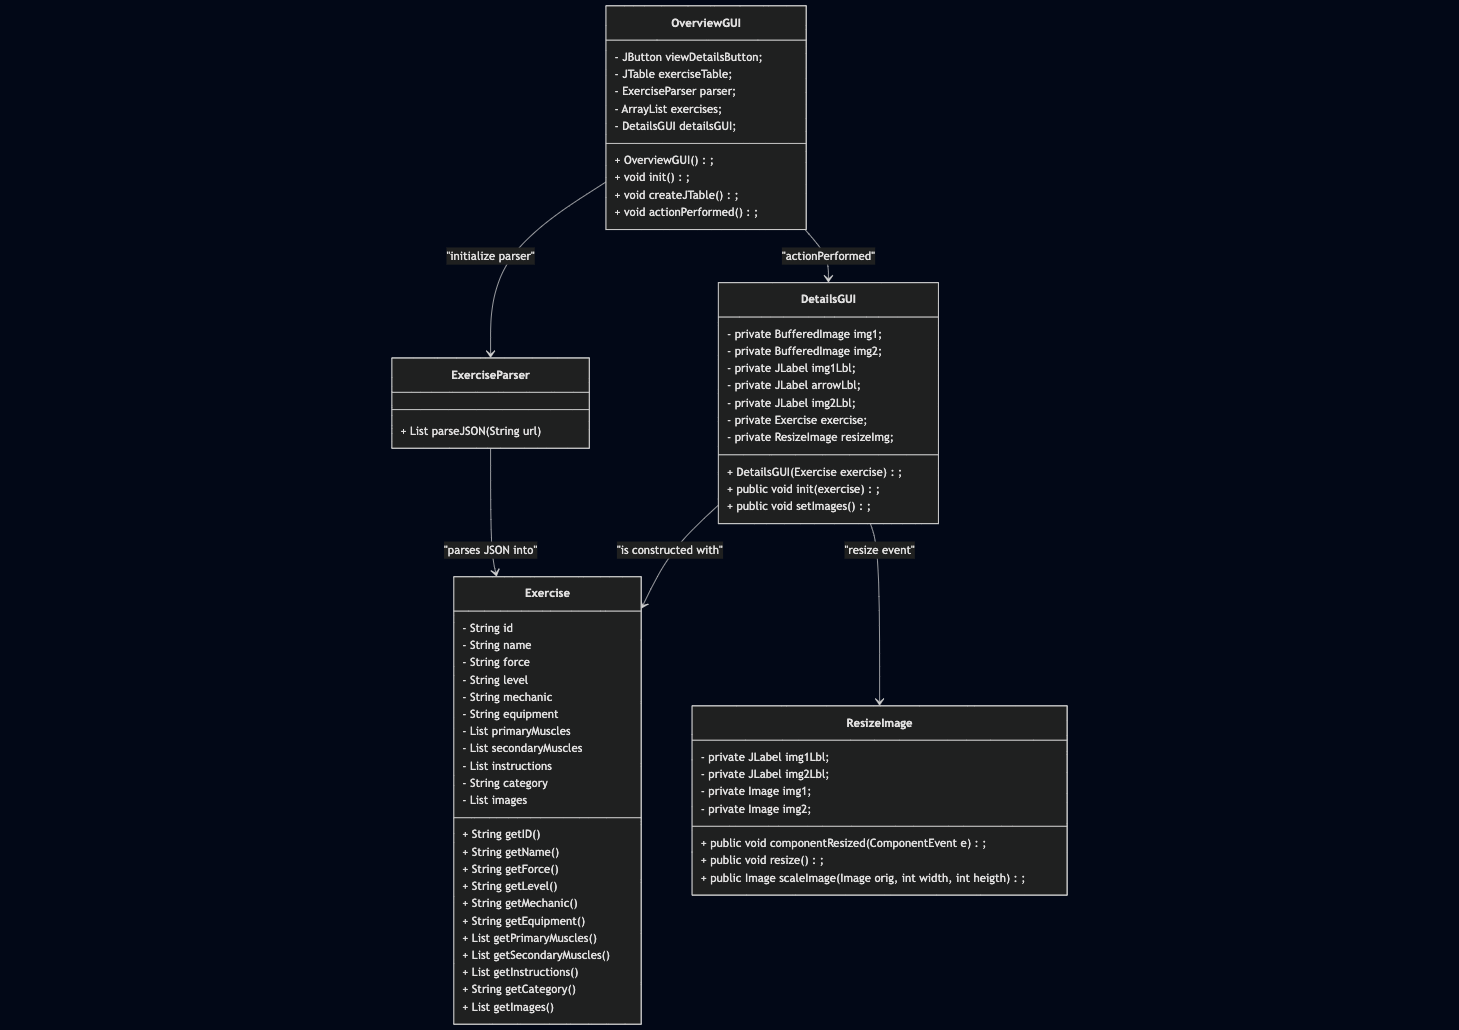 OverviewGUI
- JButton viewDetailsButton;
- JTable exerciseTable;
- ExerciseParser parser;
- ArrayList exercises;
- DetailsGUI detailsGUI;
+ OverviewGUI() : ;
+ void init() : ;
+ void createJTable() : ;
+ void actionPerformed() : ;
"initialize parser"
"actionPerformed"
ExerciseParser
+ List parseJSON(String url)
DetailsGUI
- private BufferedImage img1;
- private BufferedImage img2;
- private JLabel img1Lbl;
- private JLabel arrowLbl;
- private JLabel img2Lbl;
- private Exercise exercise;
- private ResizeImage resizeImg;
+ DetailsGUI(Exercise exercise) : ;
+ public void init(exercise) : ;
+ public void setImages() : ;
"parses JSON into"
"is constructed with"
"resize event"
Exercise
- String id
- String name
- String force
- String level
- String mechanic
- String equipment
- List primaryMuscles
- List secondaryMuscles
- List instructions
- String category
- List images
+ String getID()
+ String getName()
+ String getForce()
+ String getLevel()
+ String getMechanic()
+ String getEquipment()
+ List getPrimaryMuscles()
+ List getSecondaryMuscles()
+ List getInstructions()
+ String getCategory()
+ List getImages()
ResizeImage
- private JLabel img1Lbl;
- private JLabel img2Lbl;
- private Image img1;
- private Image img2;
+ public void componentResized(ComponentEvent e) : ;
+ public void resize() : ;
+ public Image scaleImage(Image orig, int width, int heigth) : ;